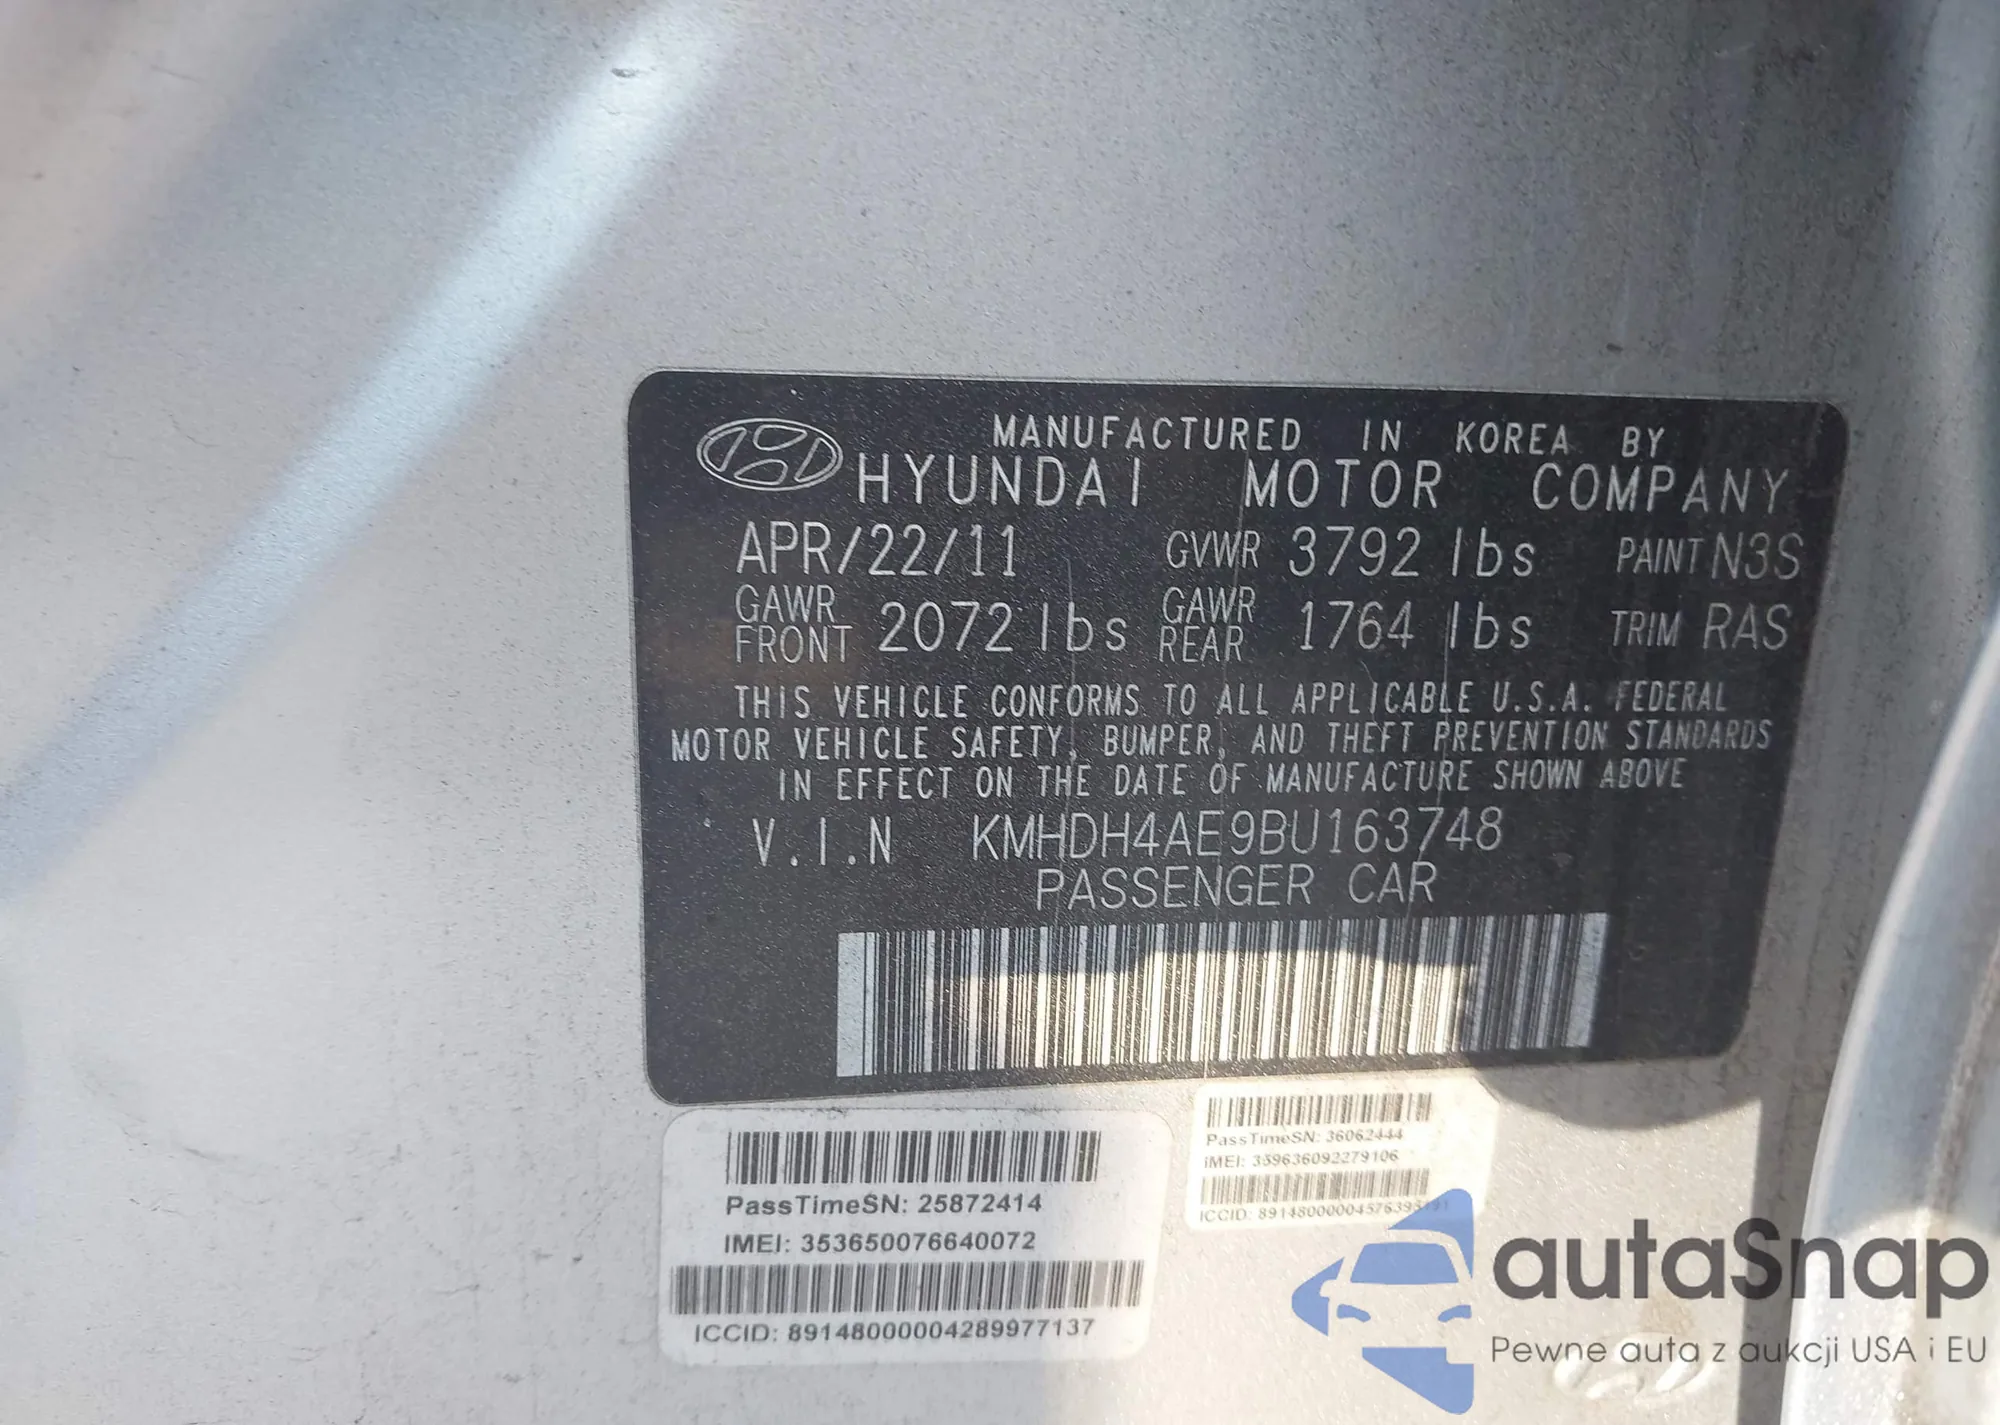 MANUFACTURED IN KOREA BY
HYUNDAI MOTOR COMPANY
APR/22/11 GVWR 3792 lbs PAINT N3S
GAWR FRONT 2072 lbs GAWR REAR 1764 lbs TRIM RAS
THIS VEHICLE CONFORMS TO ALL APPLICABLE U.S.A. FEDERAL
MOTOR VEHICLE SAFETY, BUMPER, AND THEFT PREVENTION STANDARDS
IN EFFECT ON THE DATE OF MANUFACTURE SHOWN ABOVE
V.I.N KMHDH4AE9BU163748
PASSENGER CAR
PassTimeSN: 25872414
IMEI: 353650076640072
ICCID: 89148000004289977137
PassTimeSN: 36062444
IMEI: 359636092279106
ICCID:
autaSnap
Pewne auta z aukcji USA i EU